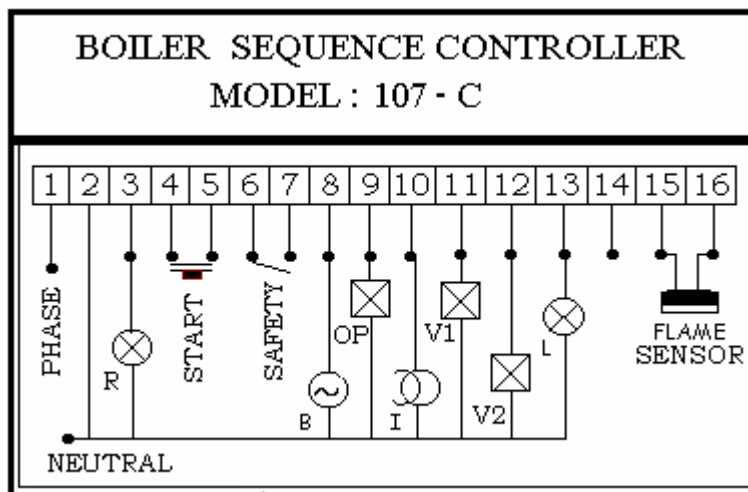 BOILER SEQUENCE CONTROLLER
MODEL : 107 - C
1 2 3 4 5 6 7 8 9 10 11 12 13 14 15 16
PHASE
R
START
SAFETY
B
OP
I
V1
V2
L
FLAME
SENSOR
NEUTRAL